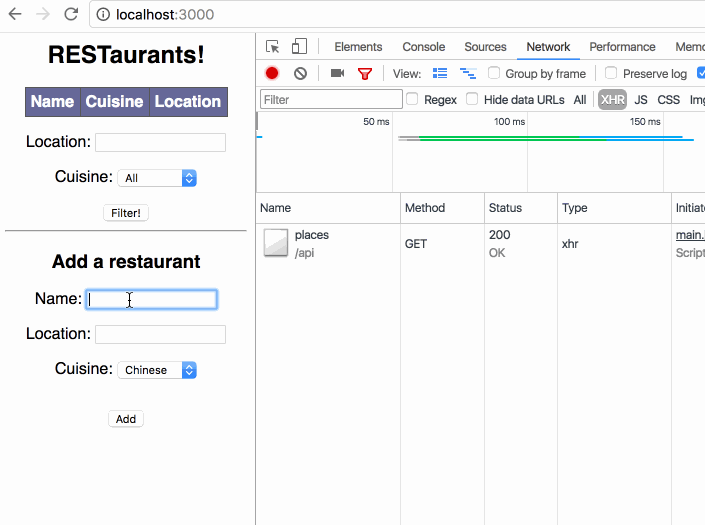 localhost:3000
RESTaurants!
Name Cuisine Location
Location:
Cuisine: All
Filter!
Add a restaurant
Name:
Location:
Cuisine: Chinese
Add
Elements Console Sources Network Performance Memo
View: Group by frame Preserve log
Filter Regex Hide data URLs All XHR JS CSS Img
50 ms 100 ms 150 ms
Name Method Status Type Initiato
places GET 200 xhr main.
/api OK Script